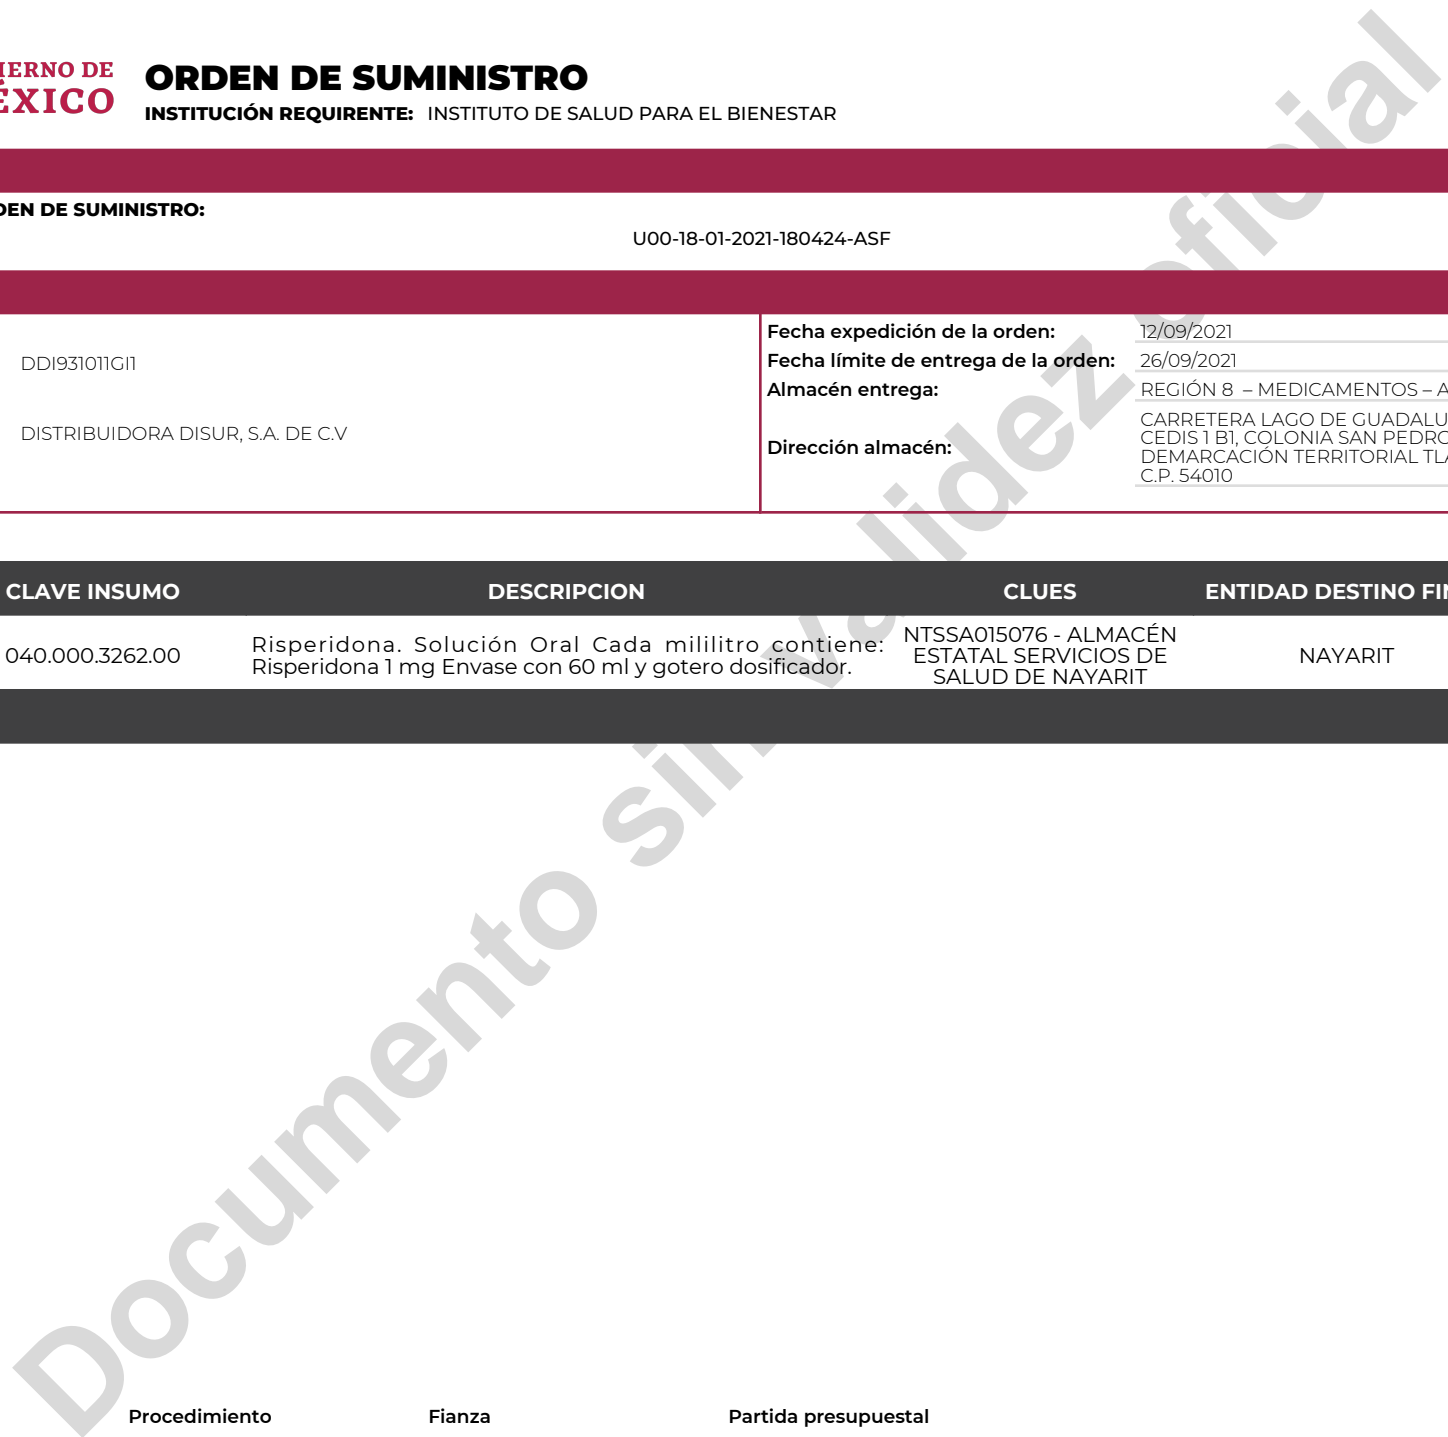 IERNO DE
ÉXICO
ORDEN DE SUMINISTRO
INSTITUCIÓN REQUIRENTE: INSTITUTO DE SALUD PARA EL BIENESTAR
DEN DE SUMINISTRO:
U00-18-01-2021-180424-ASF
DDI931011GI1
DISTRIBUIDORA DISUR, S.A. DE C.V
Fecha expedición de la orden: 12/09/2021
Fecha límite de entrega de la orden: 26/09/2021
Almacén entrega: REGIÓN 8 – MEDICAMENTOS – A
Dirección almacén: CARRETERA LAGO DE GUADALU
CEDIS 1 B1, COLONIA SAN PEDRO
DEMARCACIÓN TERRITORIAL TLA
C.P. 54010
CLAVE INSUMO DESCRIPCION CLUES ENTIDAD DESTINO FIN
040.000.3262.00
Risperidona. Solución Oral Cada mililitro contiene:
Risperidona 1 mg Envase con 60 ml y gotero dosificador.
NTSSA015076 - ALMACÉN
ESTATAL SERVICIOS DE
SALUD DE NAYARIT
NAYARIT
Documento sin validez oficial
Procedimiento Fianza Partida presupuestal